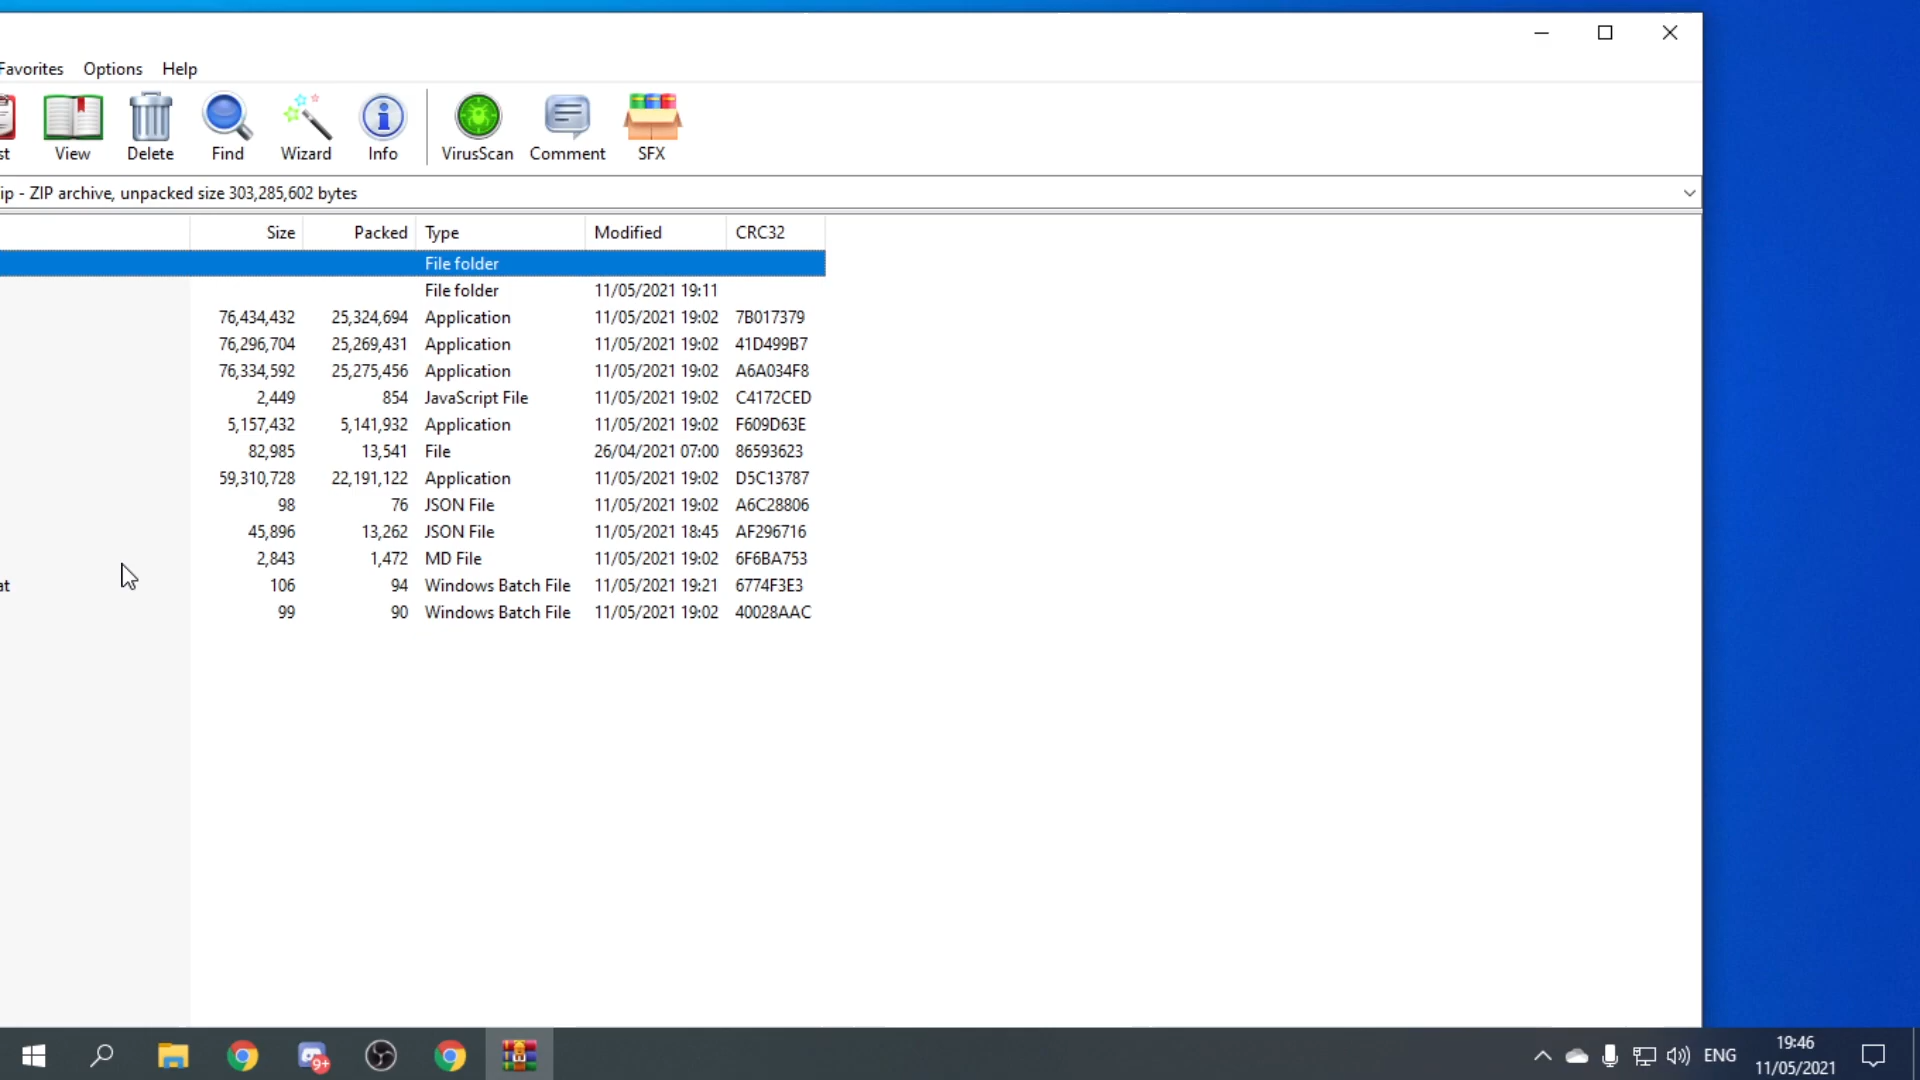 Favorites Options Help
st View Delete Find Wizard Info VirusScan Comment SFX
ip - ZIP archive, unpacked size 303,285,602 bytes
Size Packed Type Modified CRC32
File folder
File folder 11/05/2021 19:11
76,434,432 25,324,694 Application 11/05/2021 19:02 7B017379
76,296,704 25,269,431 Application 11/05/2021 19:02 41D499B7
76,334,592 25,275,456 Application 11/05/2021 19:02 A6A034F8
2,449 854 JavaScript File 11/05/2021 19:02 C4172CED
5,157,432 5,141,932 Application 11/05/2021 19:02 F609D63E
82,985 13,541 File 26/04/2021 07:00 86593623
59,310,728 22,191,122 Application 11/05/2021 19:02 D5C13787
98 76 JSON File 11/05/2021 19:02 A6C28806
45,896 13,262 JSON File 11/05/2021 18:45 AF296716
2,843 1,472 MD File 11/05/2021 19:02 6F6BA753
at 106 94 Windows Batch File 11/05/2021 19:21 6774F3E3
99 90 Windows Batch File 11/05/2021 19:02 40028AAC
9+ ENG 19:46
11/05/2021